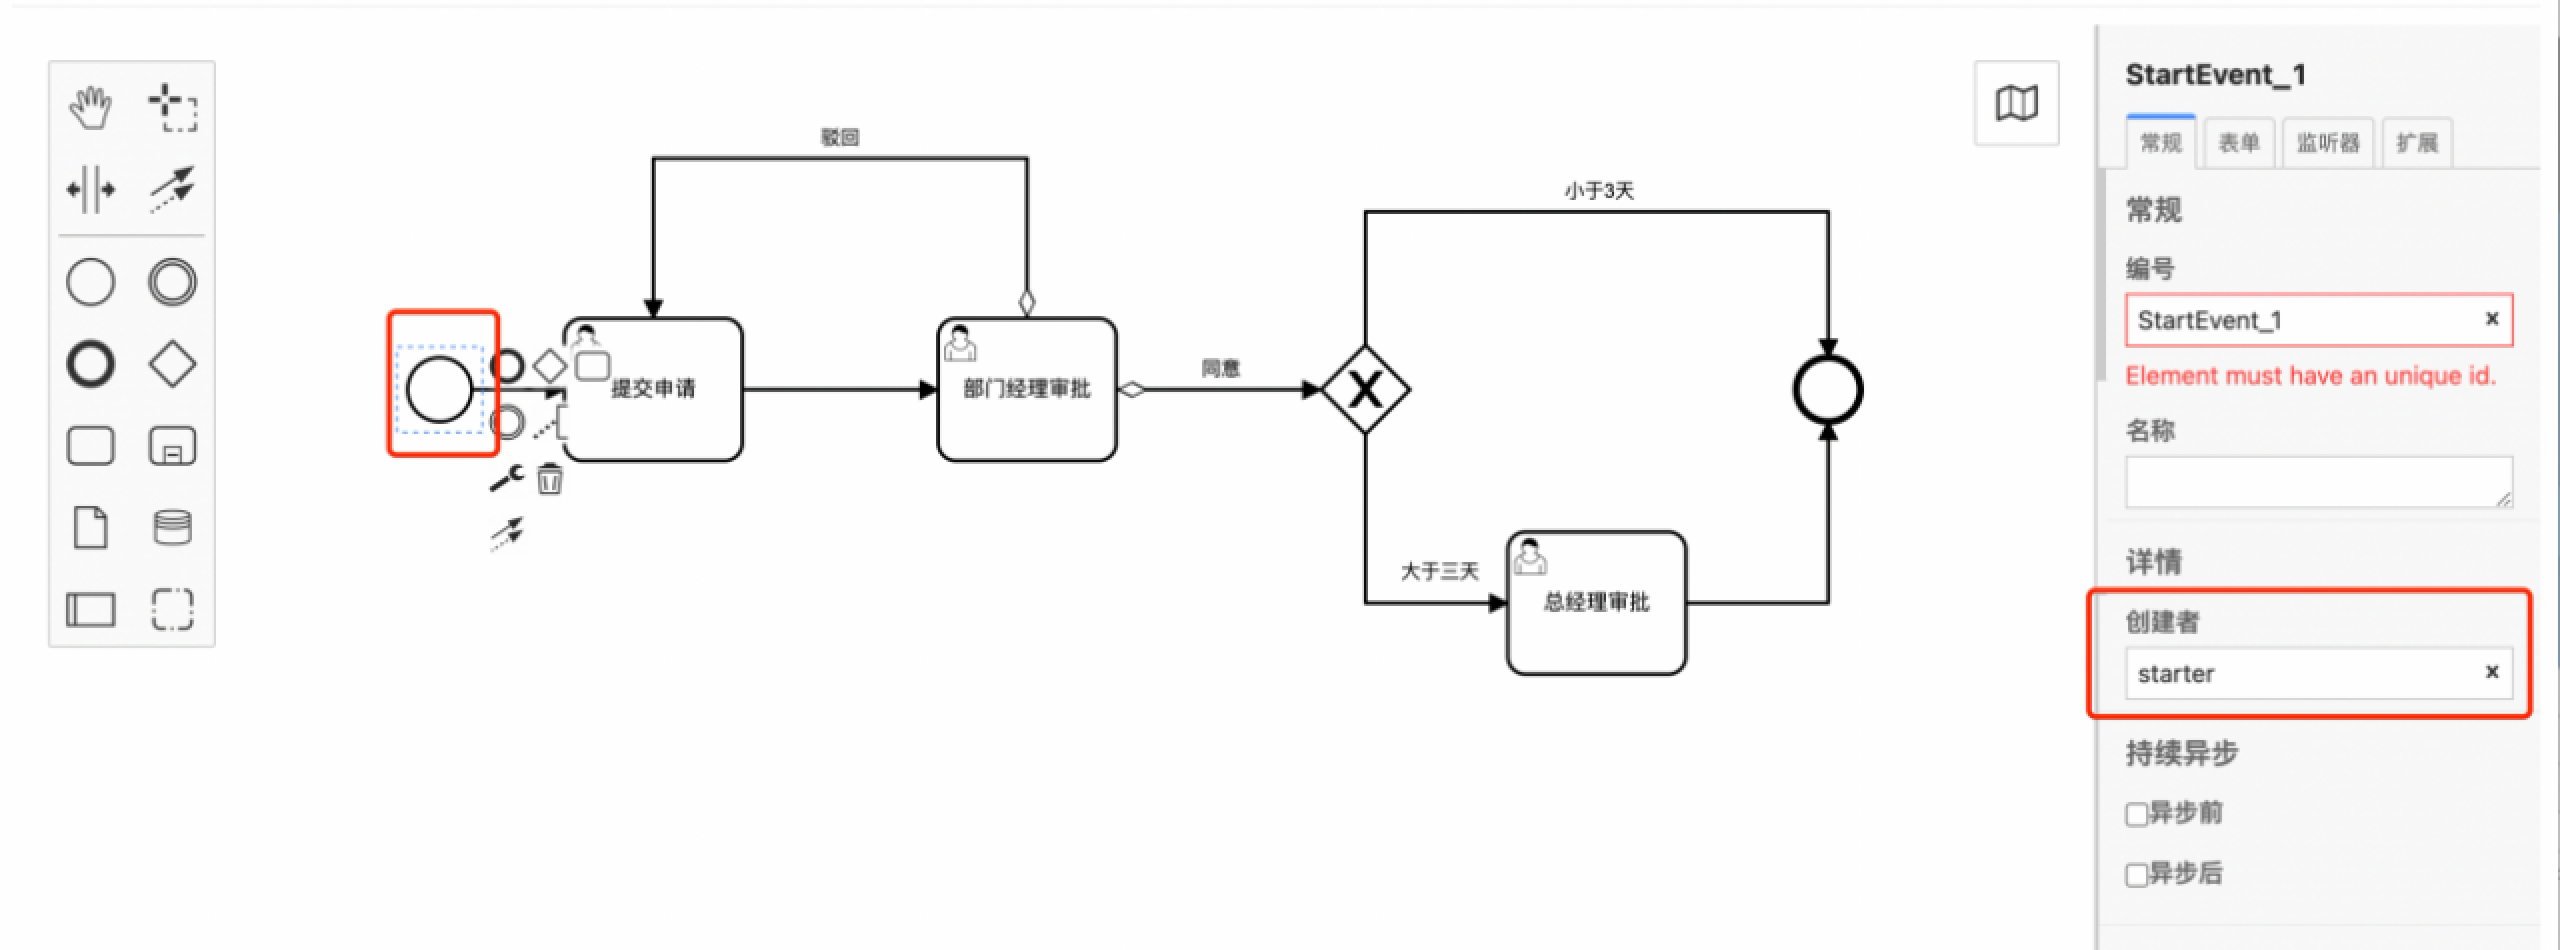 驳回
小于3天
提交申请
部门经理审批
同意
大于三天
总经理审批
StartEvent_1
常规 表单 监听器 扩展
常规
编号
StartEvent_1 x
Element must have an unique id.
名称
详情
创建者
starter x
持续异步
异步前
异步后